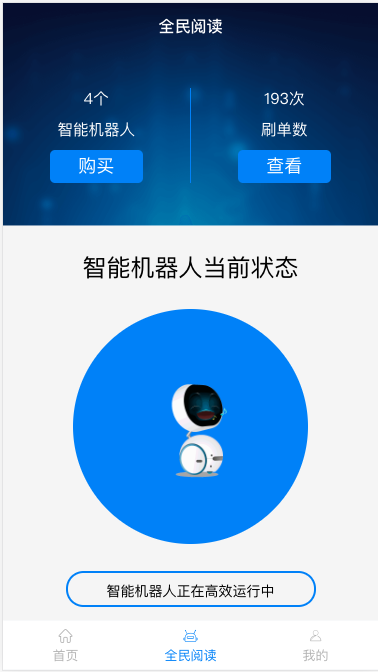 全民阅读
4个
193次
智能机器人
刷单数
购买
查看
智能机器人当前状态
智能机器人正在高效运行中
首页
全民阅读
我的